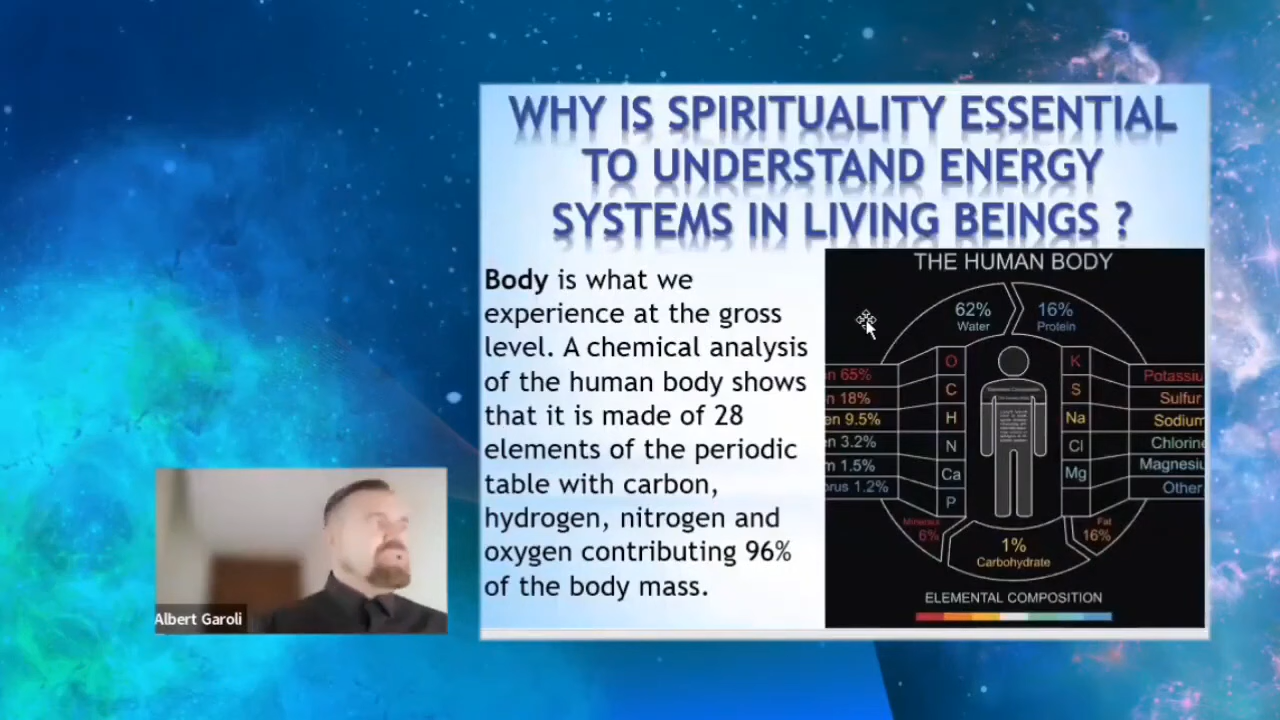 WHY IS SPIRITUALITY ESSENTIAL
TO UNDERSTAND ENERGY
SYSTEMS IN LIVING BEINGS ?
Body is what we
experience at the gross
level. A chemical analysis
of the human body shows
that it is made of 28
elements of the periodic
table with carbon,
hydrogen, nitrogen and
oxygen contributing 96%
of the body mass.
THE HUMAN BODY
62% 16%
Water Protein
n 65% O K Potassiu
n 18% C S Sulfur
en 9.5% H Na Sodium
n 3.2% N Cl Chlorine
m 1.5% Ca Mg Magnesiu
orus 1.2% P Other
Minerals Fat
6% 16%
1%
Carbohydrate
ELEMENTAL COMPOSITION
Albert Garoli